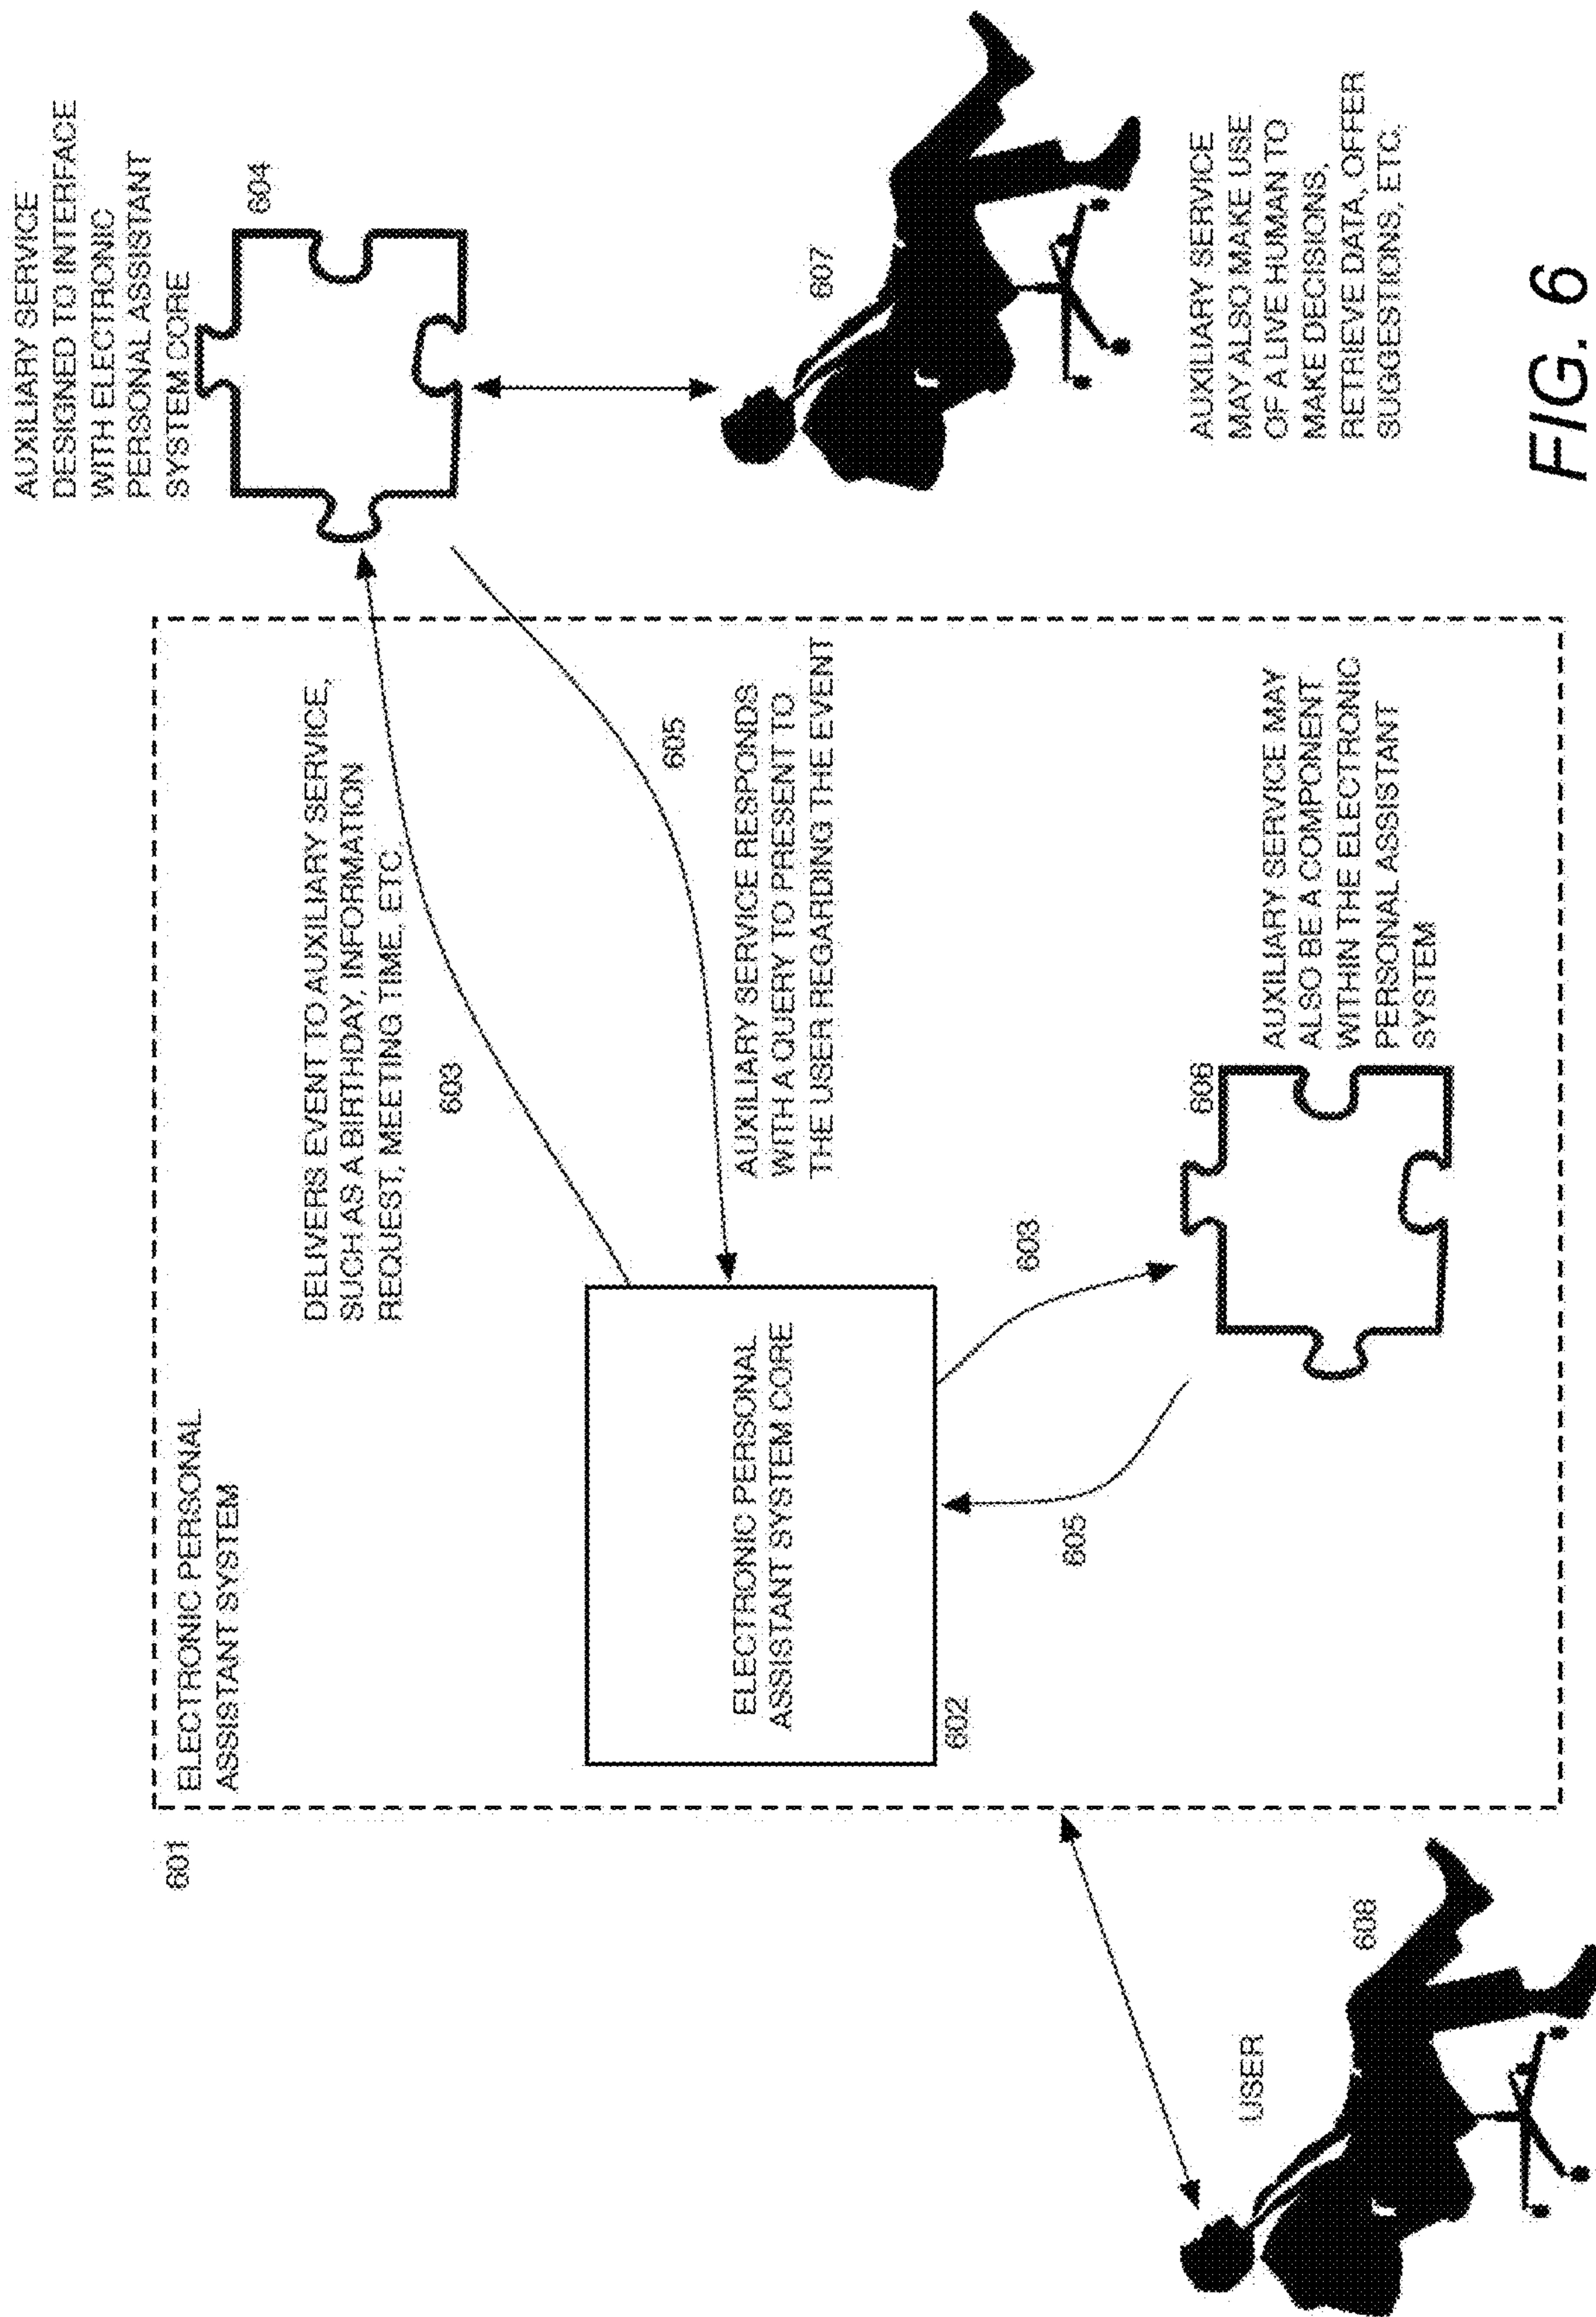 601
ELECTRONIC PERSONAL
ASSISTANT SYSTEM
DELIVERS EVENT TO AUXILIARY SERVICE,
SUCH AS A BIRTHDAY, INFORMATION
REQUEST, MEETING TIME, ETC.
603
AUXILIARY SERVICE
DESIGNED TO INTERFACE
WITH ELECTRONIC
PERSONAL ASSISTANT
SYSTEM CORE
604
605
AUXILIARY SERVICE RESPONDS
WITH A QUERY TO PRESENT TO
THE USER REGARDING THE EVENT
ELECTRONIC PERSONAL
ASSISTANT SYSTEM CORE
602
603
605
606
AUXILIARY SERVICE MAY
ALSO BE A COMPONENT
WITHIN THE ELECTRONIC
PERSONAL ASSISTANT
SYSTEM
607
AUXILIARY SERVICE
MAY ALSO MAKE USE
OF A LIVE HUMAN TO
MAKE DECISIONS,
RETRIEVE DATA, OFFER
SUGGESTIONS, ETC.
USER
608
FIG. 6